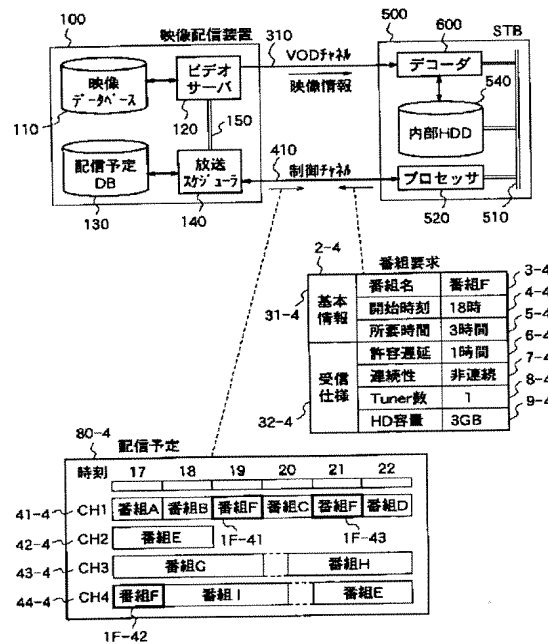 100
映像配信装置
310
500
600
STB
映像
データベース
ビデオ
サーバ
VODチャネル
映像情報
デコーダ
540
110
120
150
内部HDD
配信予定
DB
放送
スケジューラ
410
制御チャネル
プロセッサ
130
140
520
510
2-4
番組要求
31-4
基本
情報
番組名
番組F
3-4
開始時刻
18時
4-4
所要時間
3時間
5-4
受信
仕様
許容遅延
1時間
6-4
連続性
非連続
7-4
Tuner数
1
8-4
32-4
HD容量
3GB
9-4
80-4
配信予定
時刻
17
18
19
20
21
22
41-4
CH1
番組A
番組B
番組F
番組C
番組F
番組D
42-4
CH2
番組E
1F-41
1F-43
43-4
CH3
番組G
番組H
44-4
CH4
番組F
番組I
番組E
1F-42